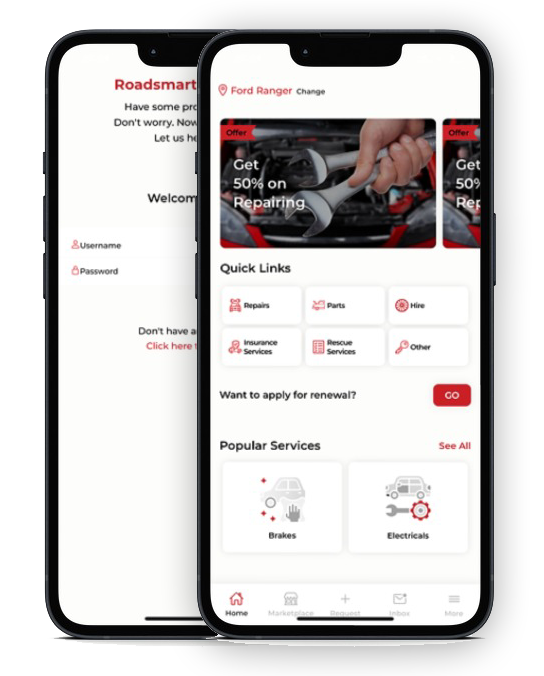 Roadsmart
Have some pro
Don't worry. Now
Let us he
Welcom
Username
Password
Don't have a
Click here
Ford Ranger Change
Offer
Get
50% on
Repairing
Offer
Get
50%
Rep
Quick Links
Repairs
Parts
Hire
Insurance
Services
Rescue
Services
Other
Want to apply for renewal?
GO
Popular Services
See All
Brakes
Electricals
Home
Marketplace
Request
Inbox
More